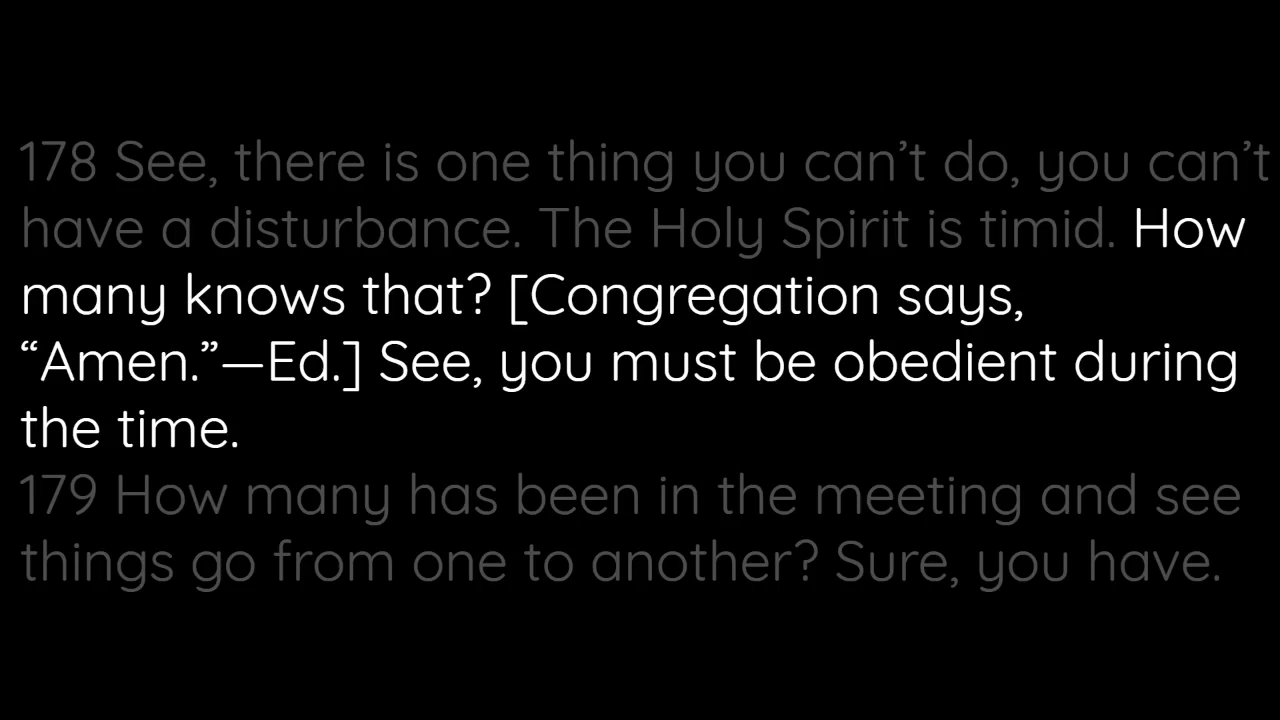 178 See, there is one thing you can’t do, you can’t
have a disturbance. The Holy Spirit is timid. How
many knows that? [Congregation says,
“Amen.”—Ed.] See, you must be obedient during
the time.
179 How many has been in the meeting and see
things go from one to another? Sure, you have.